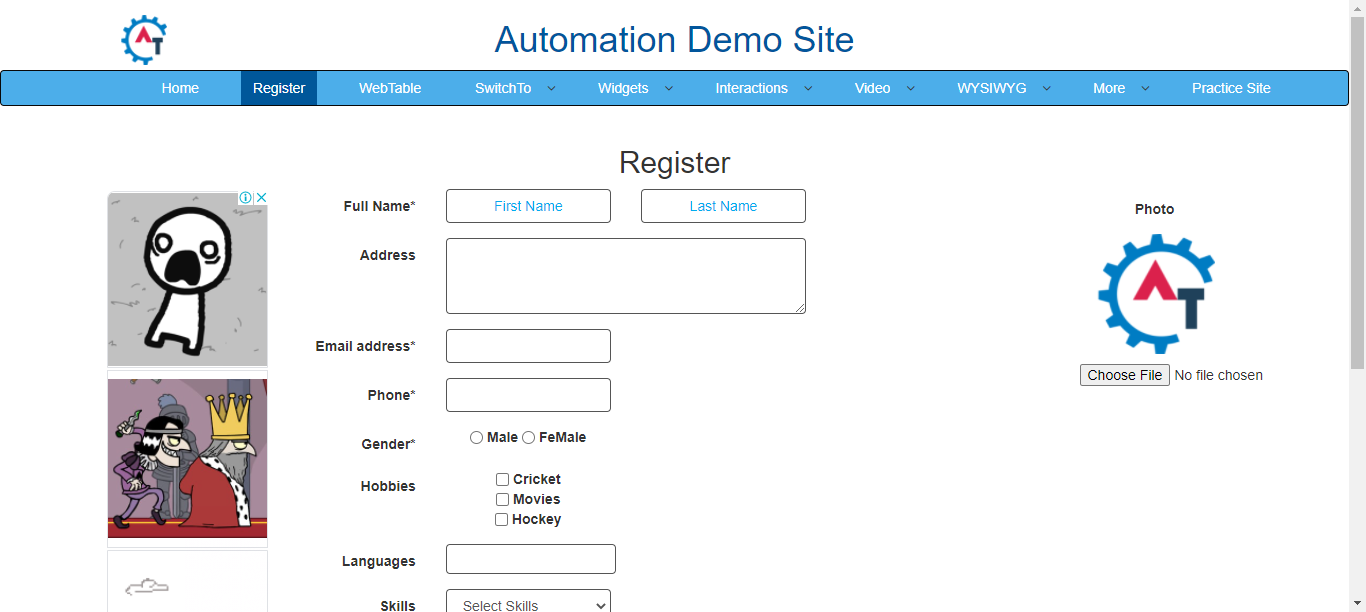 AT
Automation Demo Site
Home Register WebTable SwitchTo Widgets Interactions Video WYSIWYG More Practice Site
Register
Full Name* First Name Last Name
Photo
Address
AT
Email address*
Choose File No file chosen
Phone*
Gender* Male FeMale
Hobbies
Cricket
Movies
Hockey
Languages
Skills Select Skills